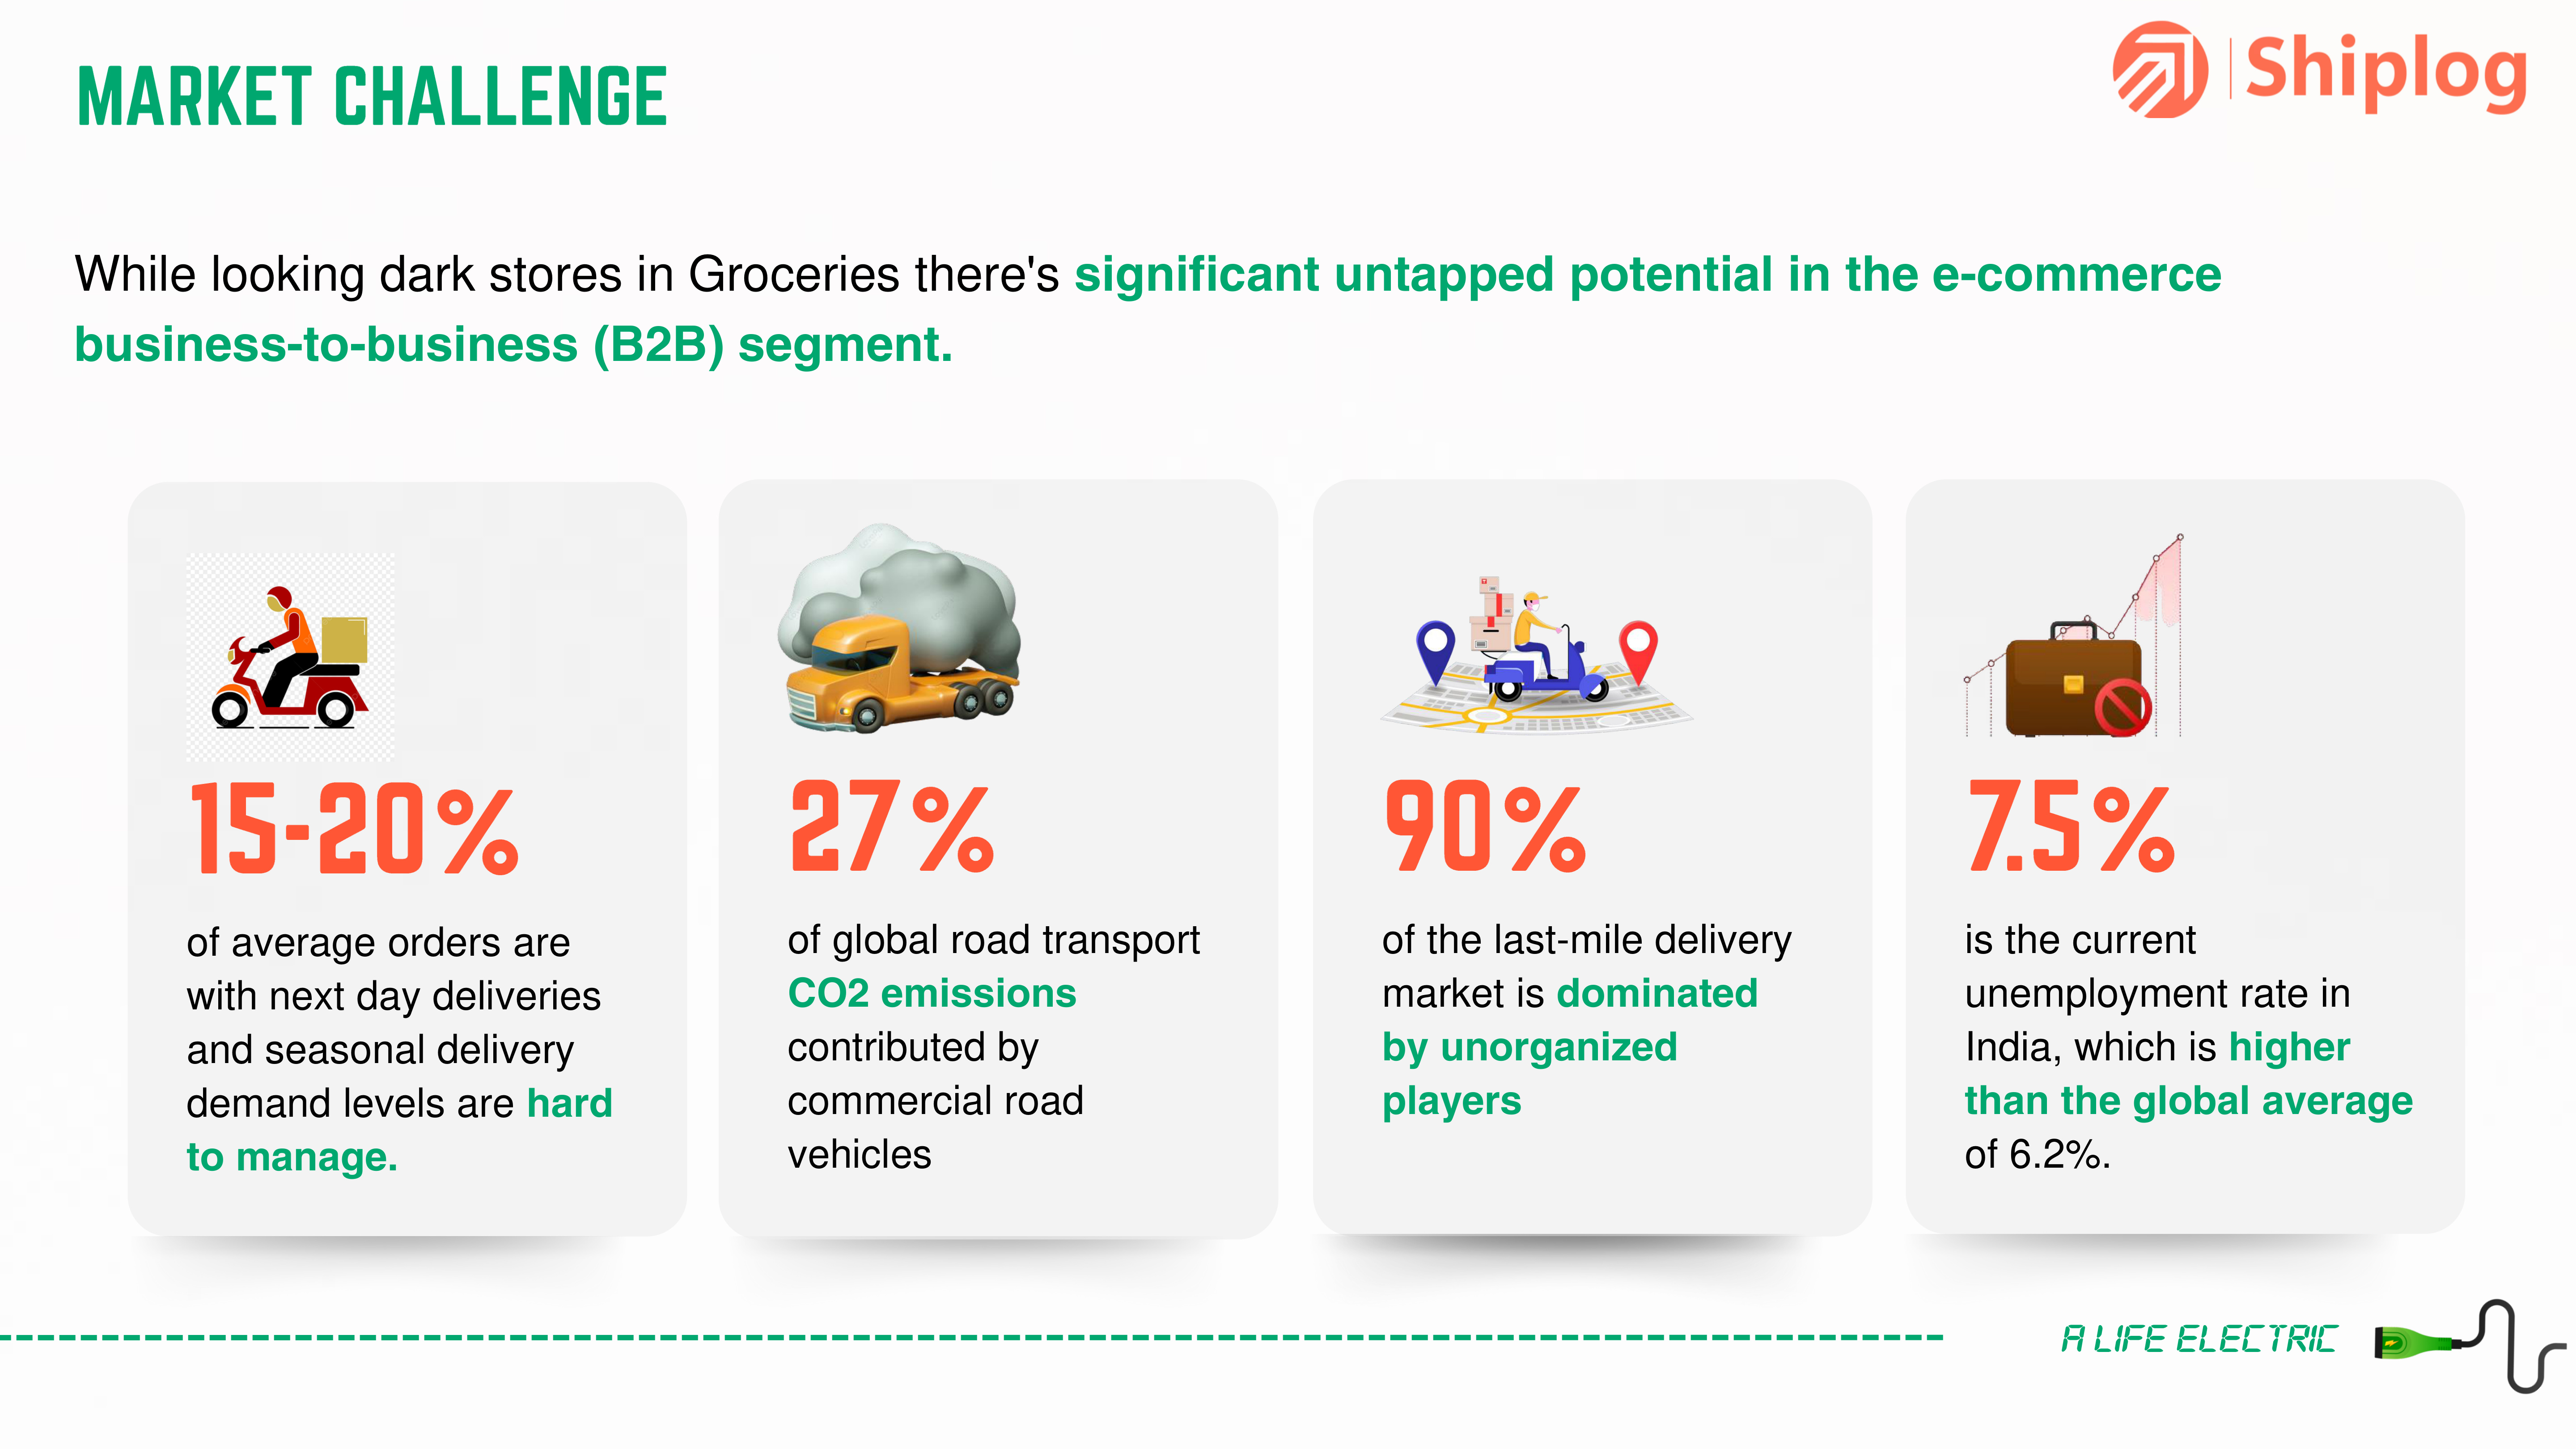 MARKET CHALLENGE
Shiplog
While looking dark stores in Groceries there's significant untapped potential in the e-commerce
business-to-business (B2B) segment.
15-20%
of average orders are
with next day deliveries
and seasonal delivery
demand levels are hard
to manage.
27%
of global road transport
CO2 emissions
contributed by
commercial road
vehicles
90%
of the last-mile delivery
market is dominated
by unorganized
players
7.5%
is the current
unemployment rate in
India, which is higher
than the global average
of 6.2%.
A LIFE ELECTRIC